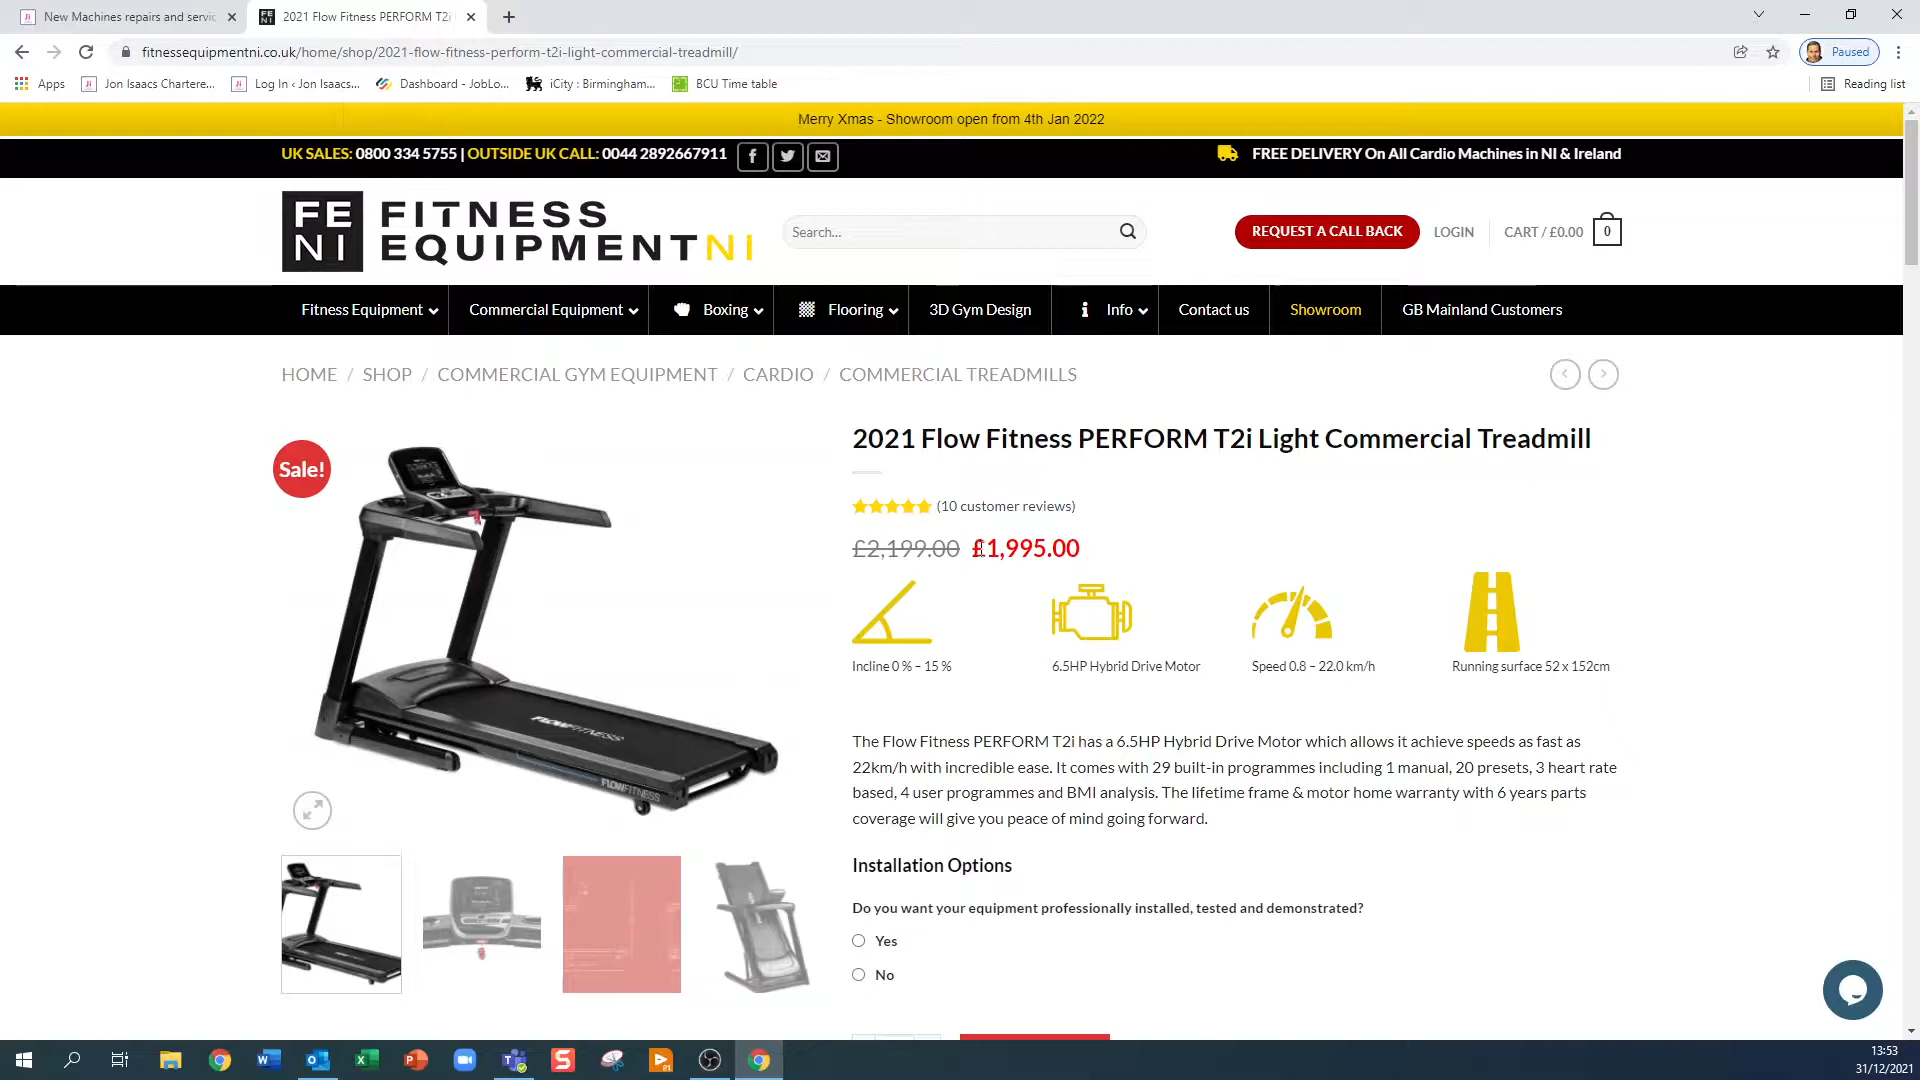 New Machines repairs and servic
2021 Flow Fitness PERFORM T2i
fitnessequipmentni.co.uk/home/shop/2021-flow-fitness-perform-t2i-light-commercial-treadmill/
Paused
Apps
Jon Isaacs Chartere...
Log In ‹ Jon Isaacs...
Dashboard - JobLo...
iCity : Birmingham...
BCU Time table
Reading list
Merry Xmas - Showroom open from 4th Jan 2022
UK SALES: 0800 334 5755 | OUTSIDE UK CALL: 0044 2892667911
FREE DELIVERY On All Cardio Machines in NI & Ireland
FE NI
FITNESS
EQUIPMENTNI
Search...
REQUEST A CALL BACK
LOGIN
CART / £0.00
0
Fitness Equipment
Commercial Equipment
Boxing
Flooring
3D Gym Design
Info
Contact us
Showroom
GB Mainland Customers
HOME / SHOP / COMMERCIAL GYM EQUIPMENT / CARDIO / COMMERCIAL TREADMILLS
Sale!
2021 Flow Fitness PERFORM T2i Light Commercial Treadmill
(10 customer reviews)
£2,199.00 £1,995.00
Incline 0 % – 15 %
6.5HP Hybrid Drive Motor
Speed 0.8 – 22.0 km/h
Running surface 52 x 152cm
FLOWFITNESS
FLOWFITNESS
The Flow Fitness PERFORM T2i has a 6.5HP Hybrid Drive Motor which allows it achieve speeds as fast as
22km/h with incredible ease. It comes with 29 built-in programmes including 1 manual, 20 presets, 3 heart rate
based, 4 user programmes and BMI analysis. The lifetime frame & motor home warranty with 6 years parts
coverage will give you peace of mind going forward.
Installation Options
Do you want your equipment professionally installed, tested and demonstrated?
Yes
No
13:53
31/12/2021